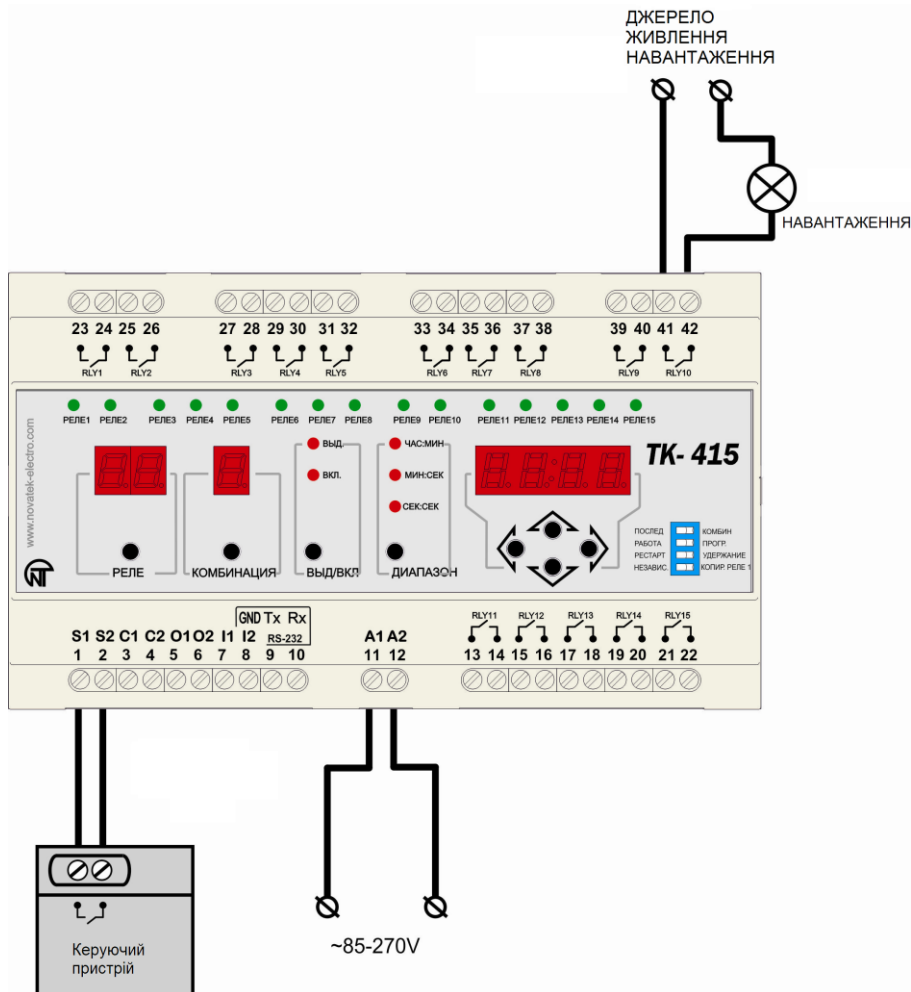 ДЖЕРЕЛО
ЖИВЛЕННЯ
НАВАНТАЖЕННЯ
НАВАНТАЖЕННЯ
23 24 25 26 27 28 29 30 31 32 33 34 35 36 37 38 39 40 41 42
RLY1 RLY2 RLY3 RLY4 RLY5 RLY6 RLY7 RLY8 RLY9 RLY10
РЕЛЕ1 РЕЛЕ2 РЕЛЕ3 РЕЛЕ4 РЕЛЕ5 РЕЛЕ6 РЕЛЕ7 РЕЛЕ8 РЕЛЕ9 РЕЛЕ10 РЕЛЕ11 РЕЛЕ12 РЕЛЕ13 РЕЛЕ14 РЕЛЕ15
www.novatek-electro.com
ВЫД.
ВКЛ.
ЧАС:МИН
МИН:СЕК
СЕК:СЕК
TK- 415
ПОСЛЕД КОМБИН
РАБОТА ПРОГР.
РЕСТАРТ УДЕРЖАНИЕ
НЕЗАВИС. КОПИР. РЕЛЕ 1
РЕЛЕ КОМБИНАЦИЯ ВЫД/ВКЛ ДИАПАЗОН
NT
GND Tx Rx
RS-232
S1 S2 C1 C2 O1 O2 I1 I2 A1 A2
RLY11 RLY12 RLY13 RLY14 RLY15
1 2 3 4 5 6 7 8 9 10 11 12 13 14 15 16 17 18 19 20 21 22
Керуючий
пристрій
~85-270V